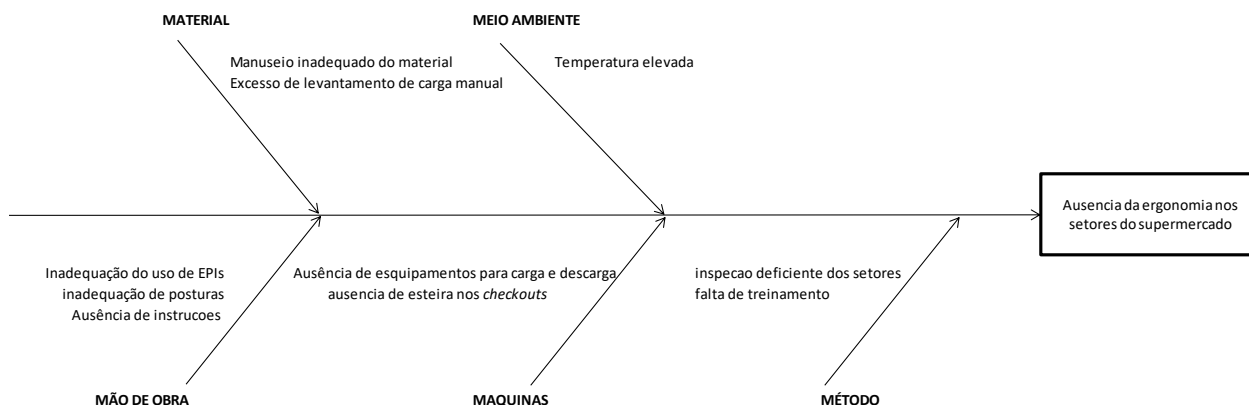 MATERIAL
MEIO AMBIENTE
Manuseio inadequado do material
Excesso de levantamento de carga manual
Temperatura elevada
Ausencia da ergonomia nos
setores do supermercado
Inadequação do uso de EPIs
inadequação de posturas
Ausência de instrucoes
Ausência de esquipamentos para carga e descarga
ausencia de esteira nos checkouts
inspecao deficiente dos setores
falta de treinamento
MÃO DE OBRA
MAQUINAS
MÉTODO